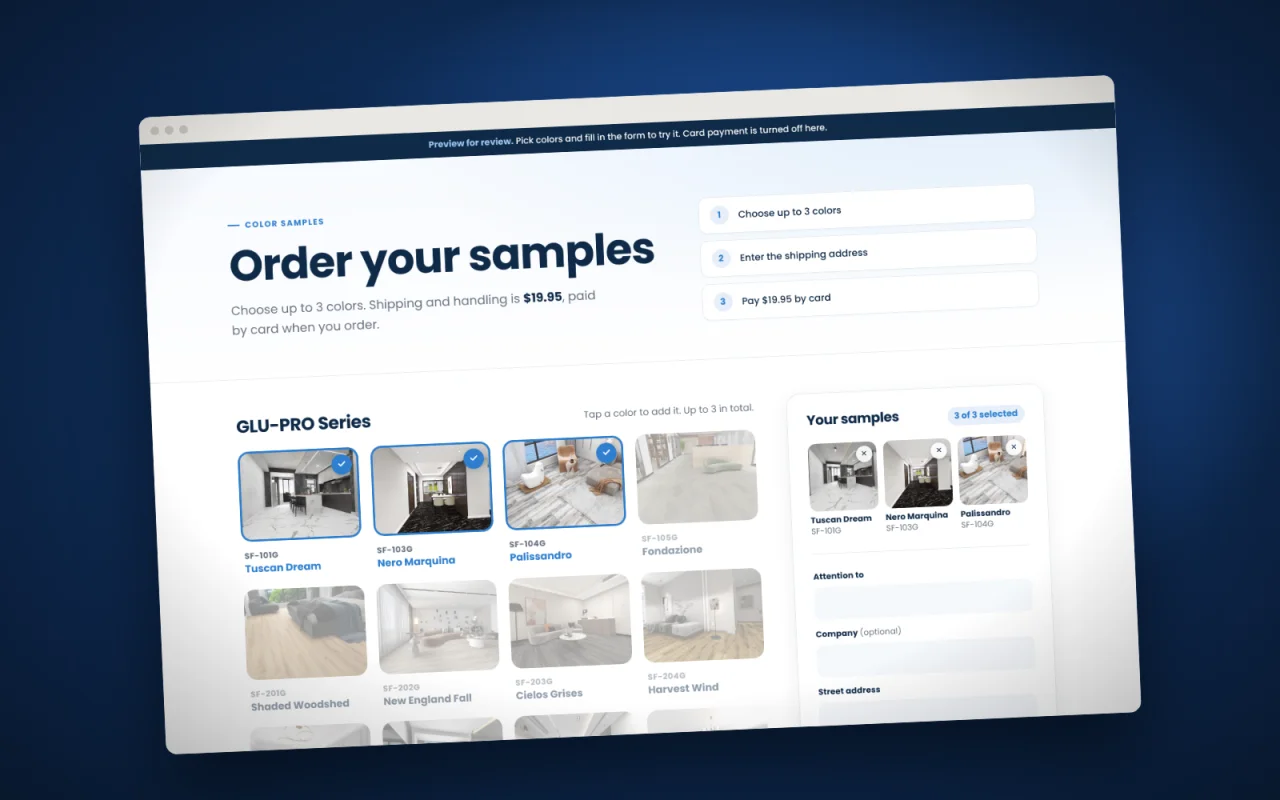 Preview for review. Pick colors and fill in the form to try it. Card payment is turned off here.
COLOR SAMPLES
Order your samples
Choose up to 3 colors. Shipping and handling is $19.95, paid
by card when you order.
1 Choose up to 3 colors
2 Enter the shipping address
3 Pay $19.95 by card
GLU-PRO Series
Tap a color to add it. Up to 3 in total.
SF-101G
Tuscan Dream
SF-103G
Nero Marquina
SF-104G
Palissandro
SF-105G
Fondazione
SF-201G
Shaded Woodshed
SF-202G
New England Fall
SF-203G
Cielos Grises
SF-204G
Harvest Wind
Your samples
3 of 3 selected
Tuscan Dream
SF-101G
Nero Marquina
SF-103G
Palissandro
SF-104G
Attention to
Company (optional)
Street address